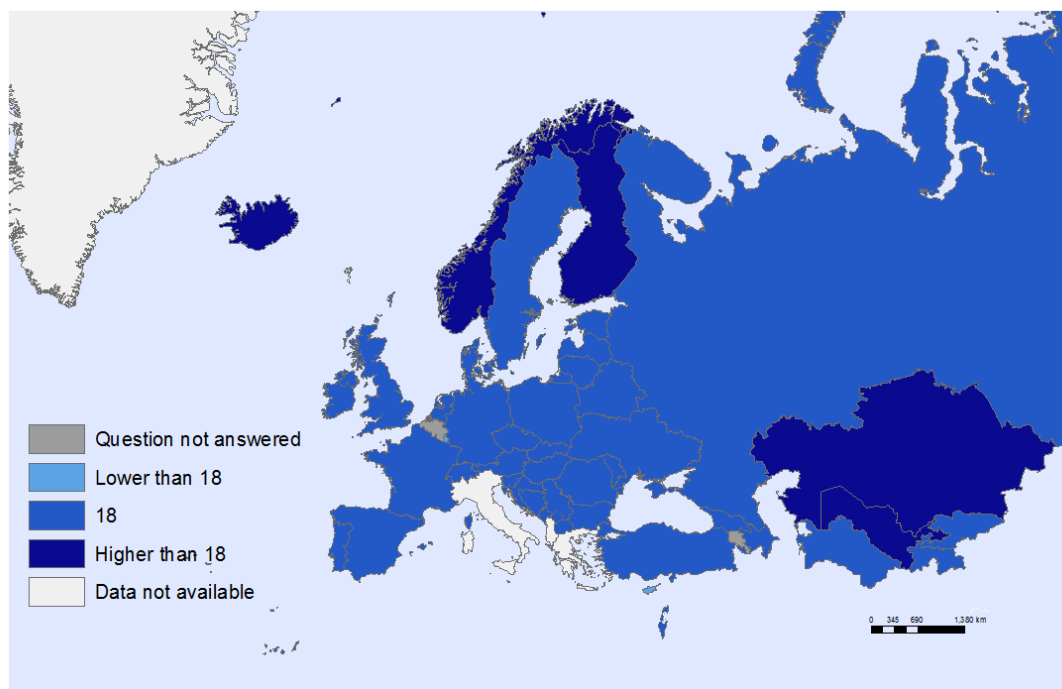 Question not answered
Lower than 18
18
Higher than 18
Data not available
0 345 690 1,380 km